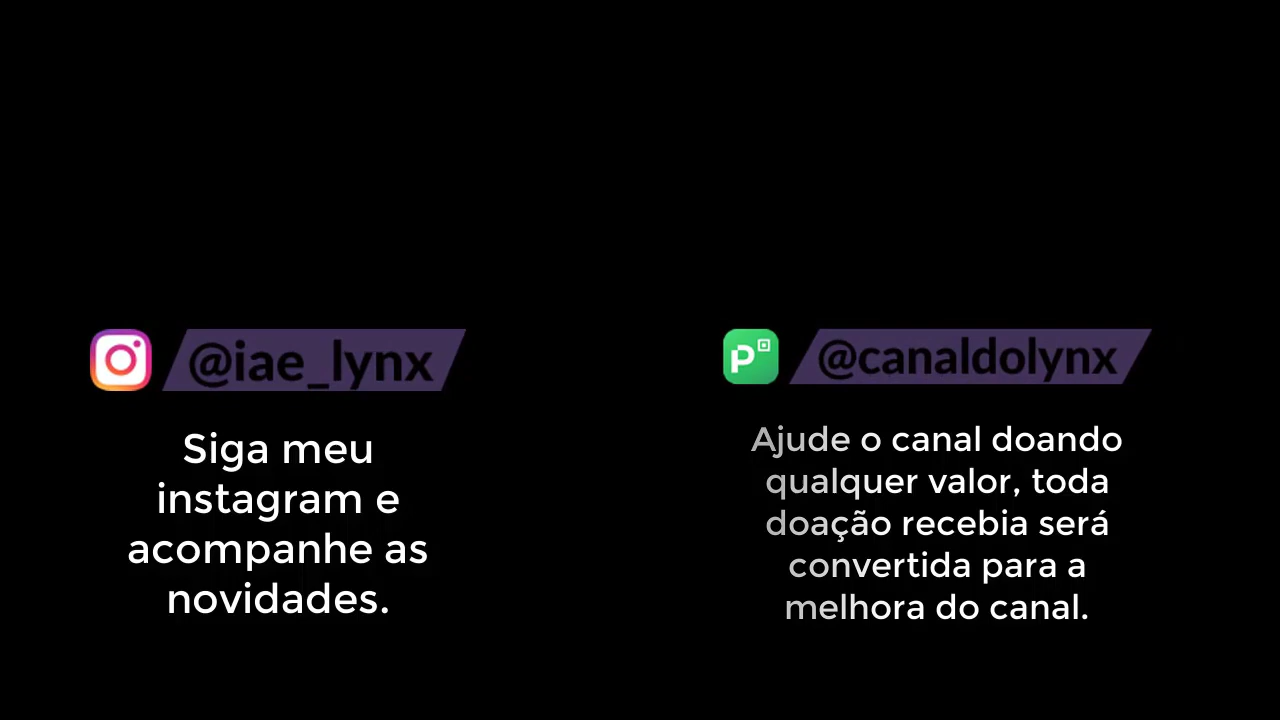 @iae_lynx
Siga meu
instagram e
acompanhe as
novidades.
P
@canaldolynx
Ajude o canal doando
qualquer valor, toda
doação recebia será
convertida para a
melhora do canal.